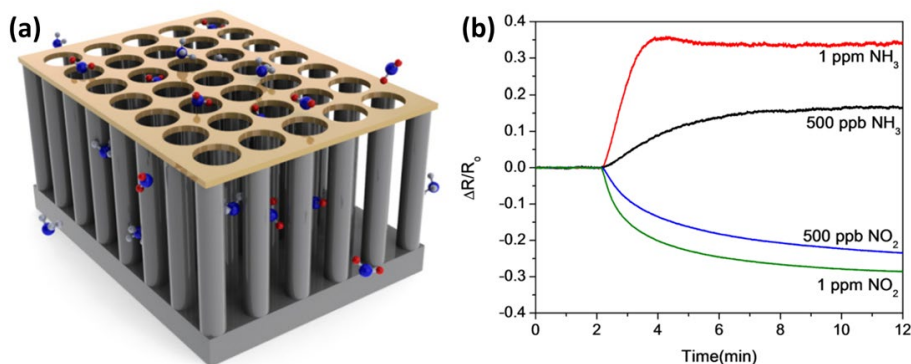 (a)
(b)
0.4
0.3
0.2
0.1
0.0
-0.1
-0.2
-0.3
-0.4
ΔR/R₀
1 ppm NH₃
500 ppb NH₃
500 ppb NO₂
1 ppm NO₂
0 2 4 6 8 10 12
Time(min)